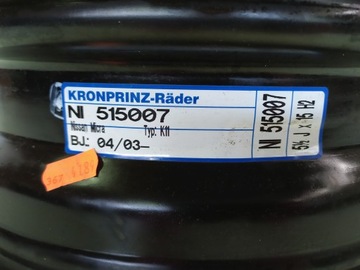 KRONPRINZ-Räder
NI 515007
Nissan Micra Typ: K11
BJ.: 04/03-
NI 515007
5½ J x 15 H2